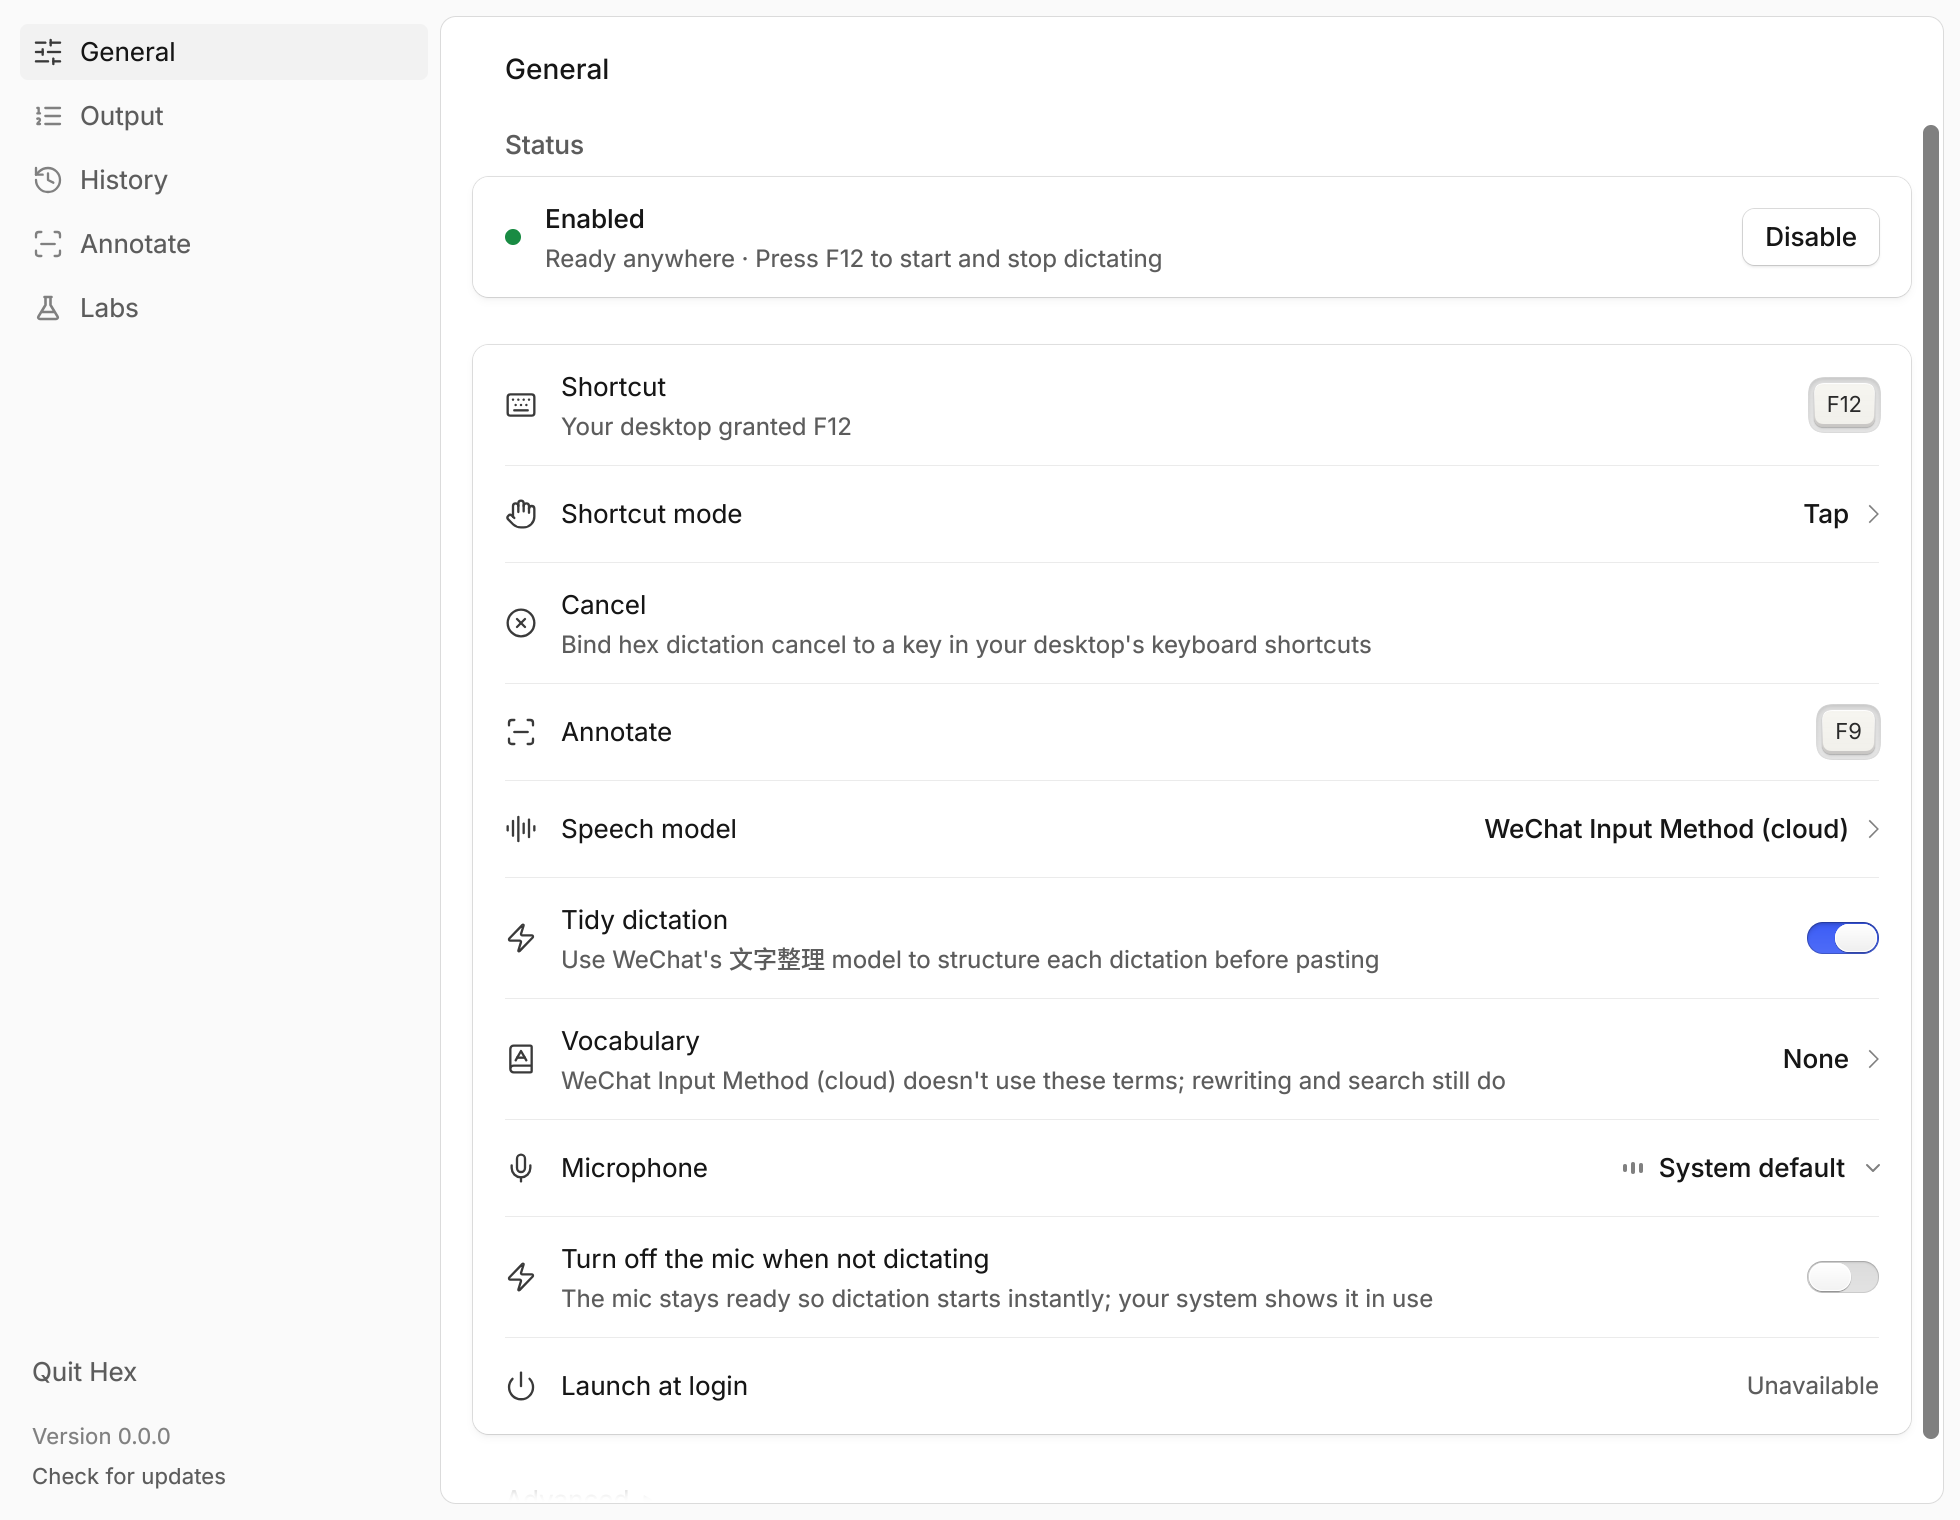 General
Output
History
Annotate
Labs
Quit Hex
Version 0.0.0
Check for updates
General
Status
Enabled
Ready anywhere · Press F12 to start and stop dictating
Disable
Shortcut
Your desktop granted F12
F12
Shortcut mode
Tap
Cancel
Bind hex dictation cancel to a key in your desktop's keyboard shortcuts
Annotate
F9
Speech model
WeChat Input Method (cloud)
Tidy dictation
Use WeChat's 文字整理 model to structure each dictation before pasting
Vocabulary
WeChat Input Method (cloud) doesn't use these terms; rewriting and search still do
None
Microphone
System default
Turn off the mic when not dictating
The mic stays ready so dictation starts instantly; your system shows it in use
Launch at login
Unavailable
Advanced